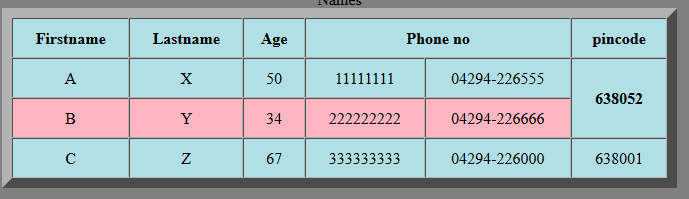 Names
Firstname Lastname Age Phone no pincode
A X 50 11111111 04294-226555 638052
B Y 34 222222222 04294-226666
C Z 67 333333333 04294-226000 638001